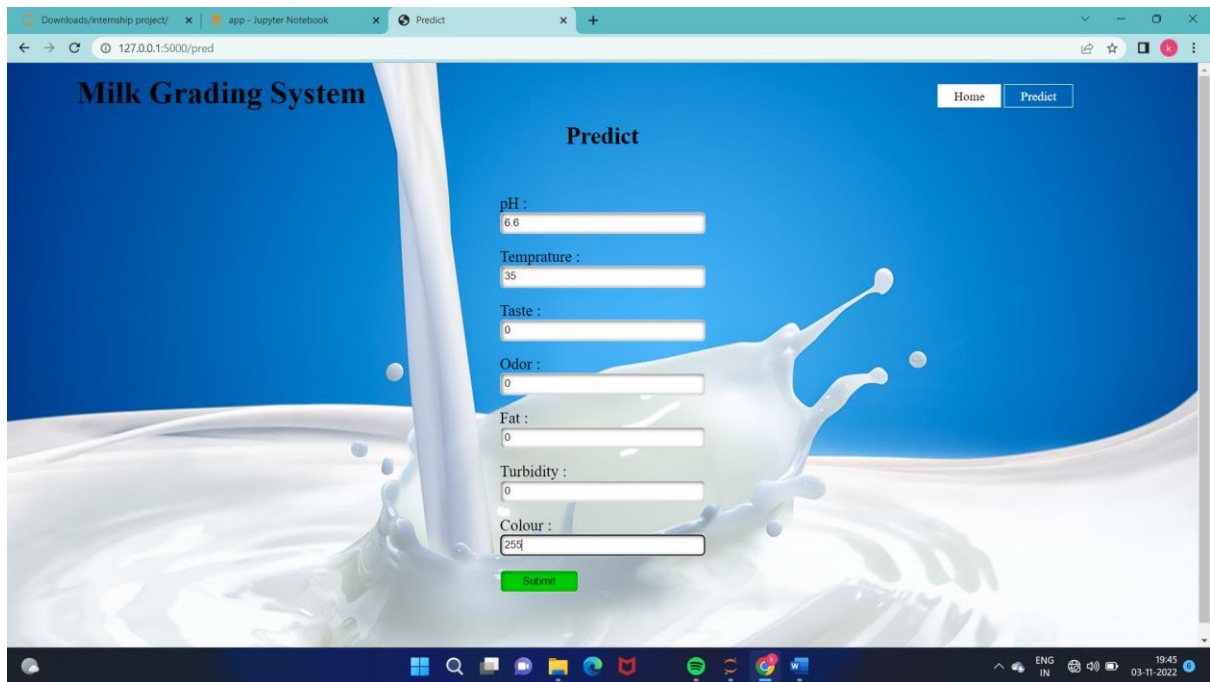 Downloads/internship project/
app - Jupyter Notebook
Predict
127.0.0.1:5000/pred
k
Milk Grading System
Home
Predict
Predict
pH :
6.6
Temprature :
35
Taste :
0
Odor :
0
Fat :
0
Turbidity :
0
Colour :
255
Submit
ENG
IN
19:45
03-11-2022
6